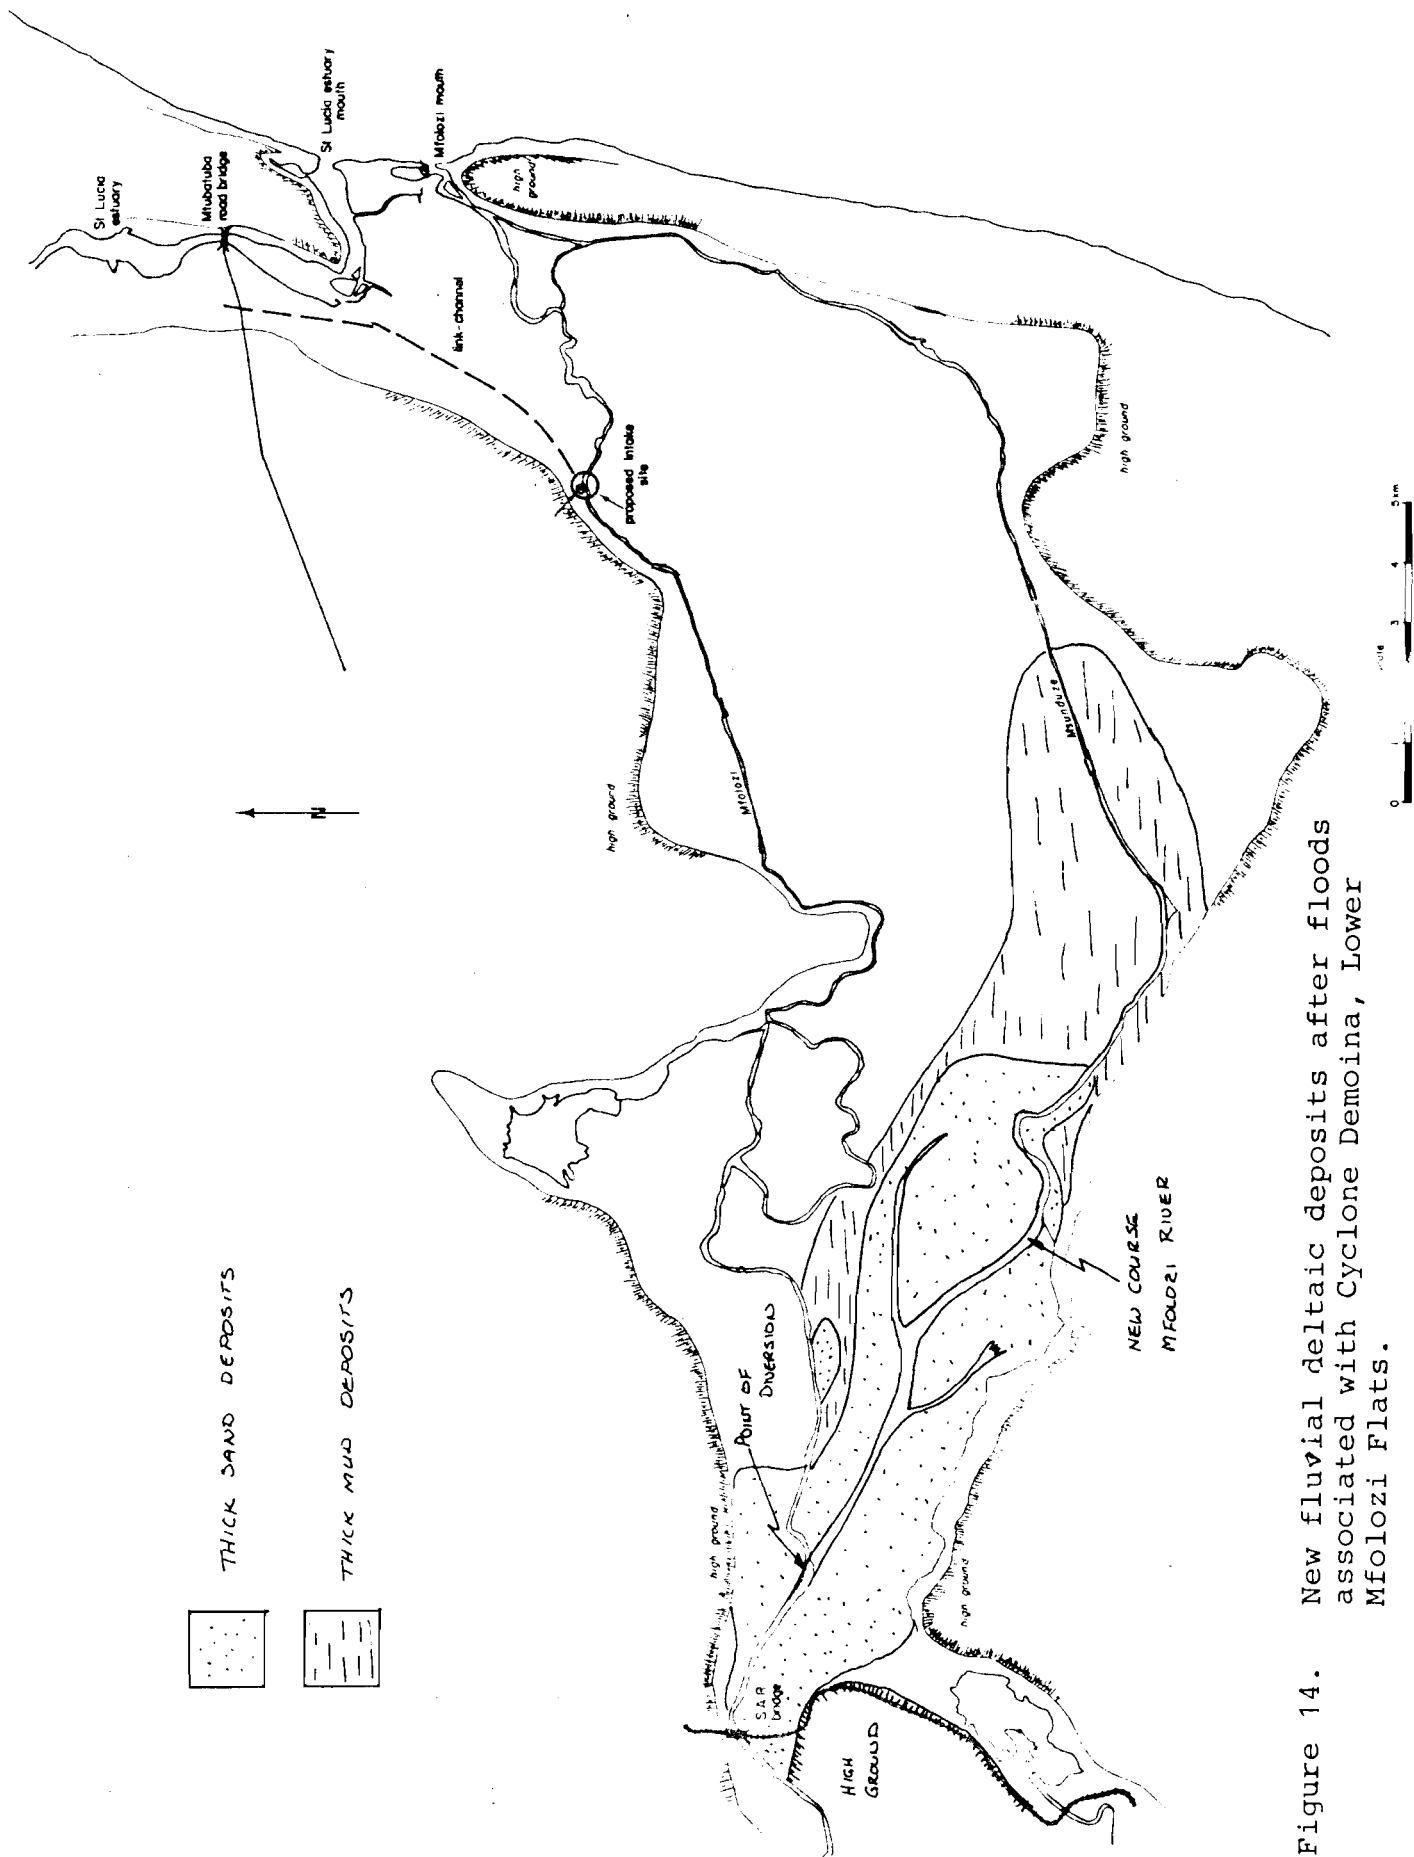 THICK SAND DEPOSITS
THICK MUD DEPOSITS
N
St Lucia
estuary
Mtubatuba
road bridge
St Lucia estuary
mouth
Mfolozi mouth
high
ground
link-channel
proposed intake
site
high ground
Mfolozi
high ground
Msunduze
high ground
POINT OF
DIVERSION
S.A.R.
bridge
HIGH
GROUND
high ground
NEW COURSE
MFOLOZI RIVER
0 1 3 4 5 km
Figure 14. New fluvial deltaic deposits after floods
associated with Cyclone Demoina, Lower
Mfolozi Flats.